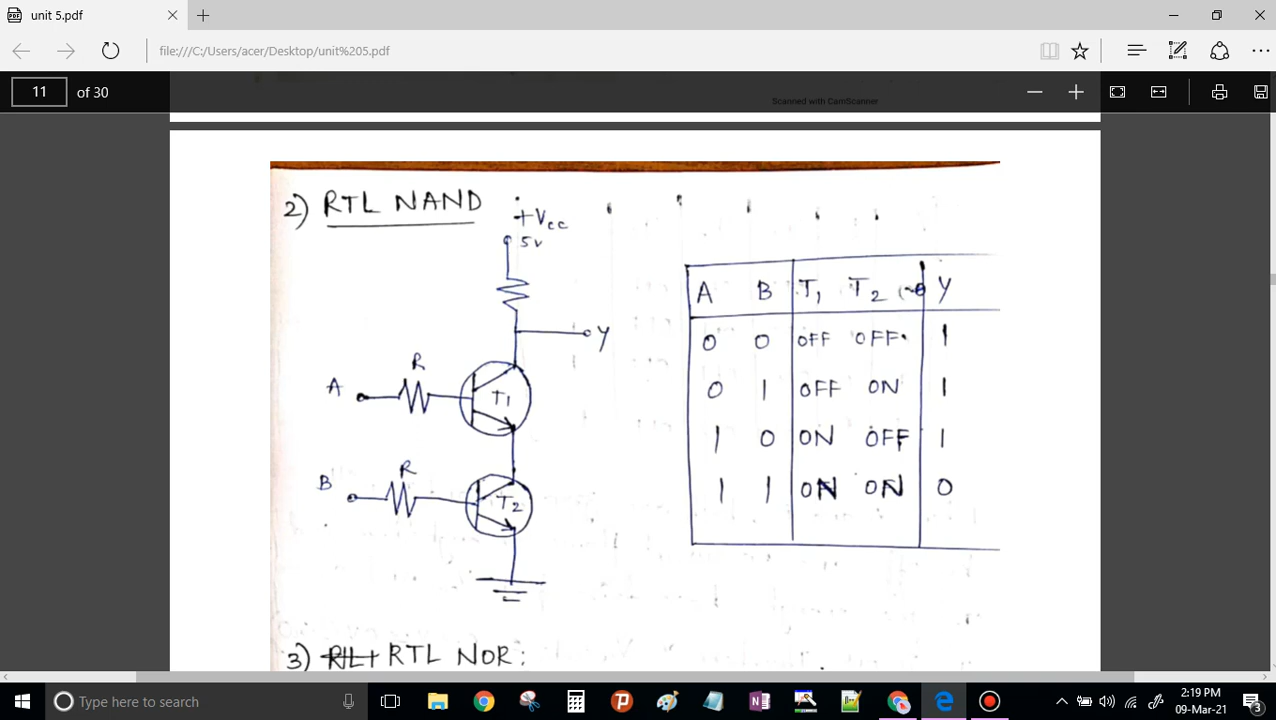 unit 5.pdf
file:///C:/Users/acer/Desktop/unit%205.pdf
11 of 30
Scanned with CamScanner
2) RTL NAND
+Vcc
5v
Y
A R T1
B R T2
A B T1 T2 Y
0 0 OFF OFF 1
0 1 OFF ON 1
1 0 ON OFF 1
1 1 ON ON 0
3) RTL NOR:
Type here to search
2:19 PM
09-Mar-21
3